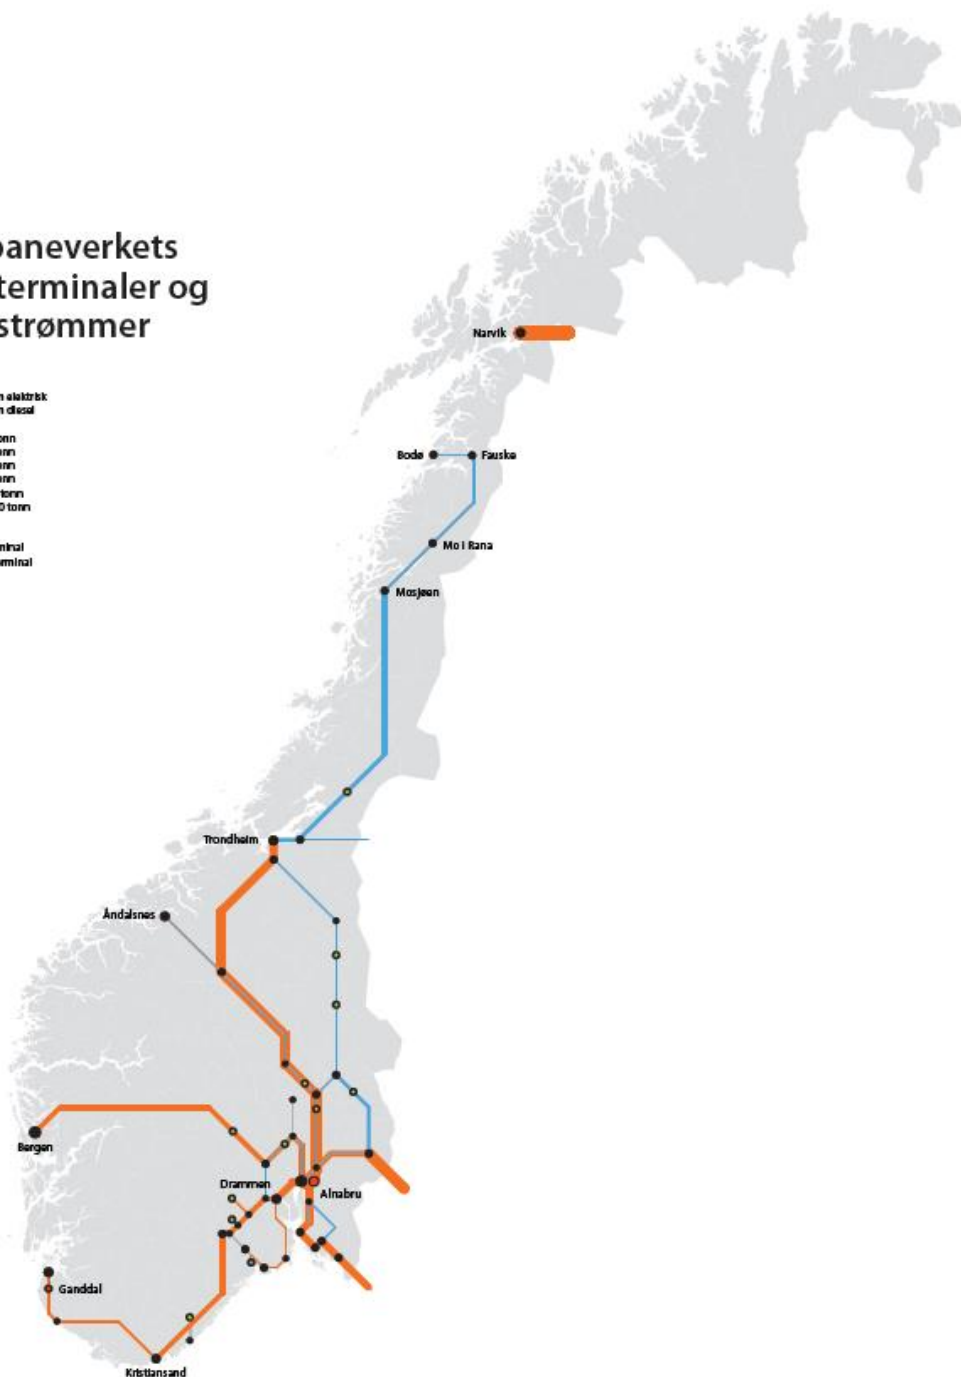 baneverkets
terminaler og
strømmer
n elektrisk
n diesel
onn
onn
onn
onn
tonn
0 tonn
minal
erminal
Narvik
Bodø
Fauske
Mo i Rana
Mosjøen
Trondheim
Åndalsnes
Bergen
Drammen
Alnabru
Ganddal
Kristiansand